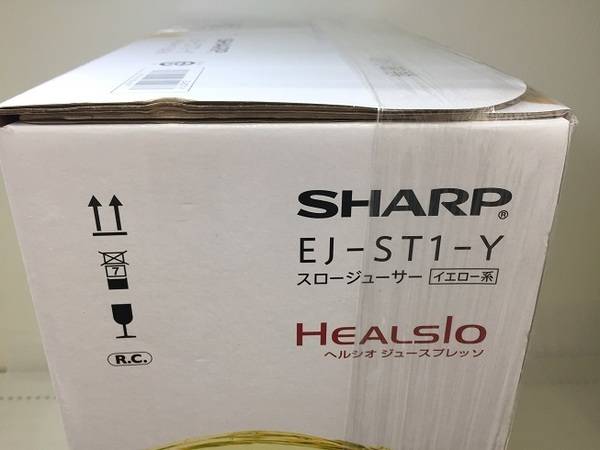 SHARP®
EJ-ST1-Y
スロージューサー イエロー系
HEALSIO
ヘルシオ ジュースプレッソ
7
R.C.